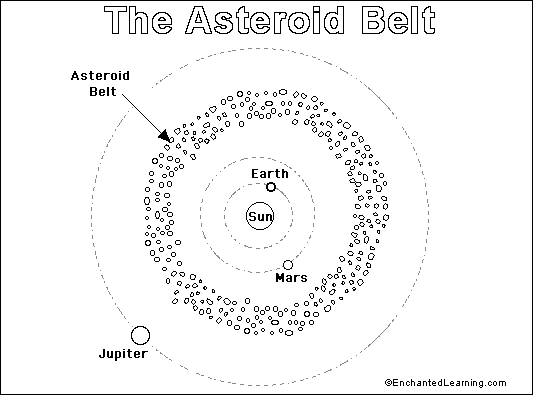 The Asteroid Belt
Asteroid
Belt
Earth
Sun
Mars
Jupiter
©EnchantedLearning.com